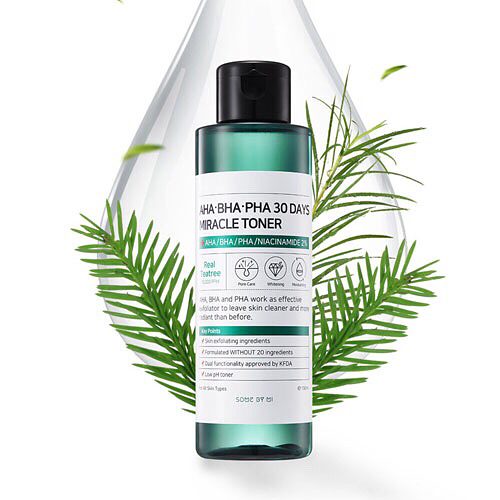 AHA·BHA·PHA 30 DAYS
MIRACLE TONER
AHA/BHA/PHA/NIACINAMIDE 2%
Real
Teatree
Pore Care
Whitening
Moisturizing
AHA, BHA and PHA work as effective
exfoliator to leave skin cleaner and more
radiant than before.
Key Points
✓ Skin exfoliating ingredients
✓ Formulated WITHOUT 20 ingredients
✓ Dual functionality approved by KFDA
✓ Low pH toner
For All Skin Types
SOME BY MI